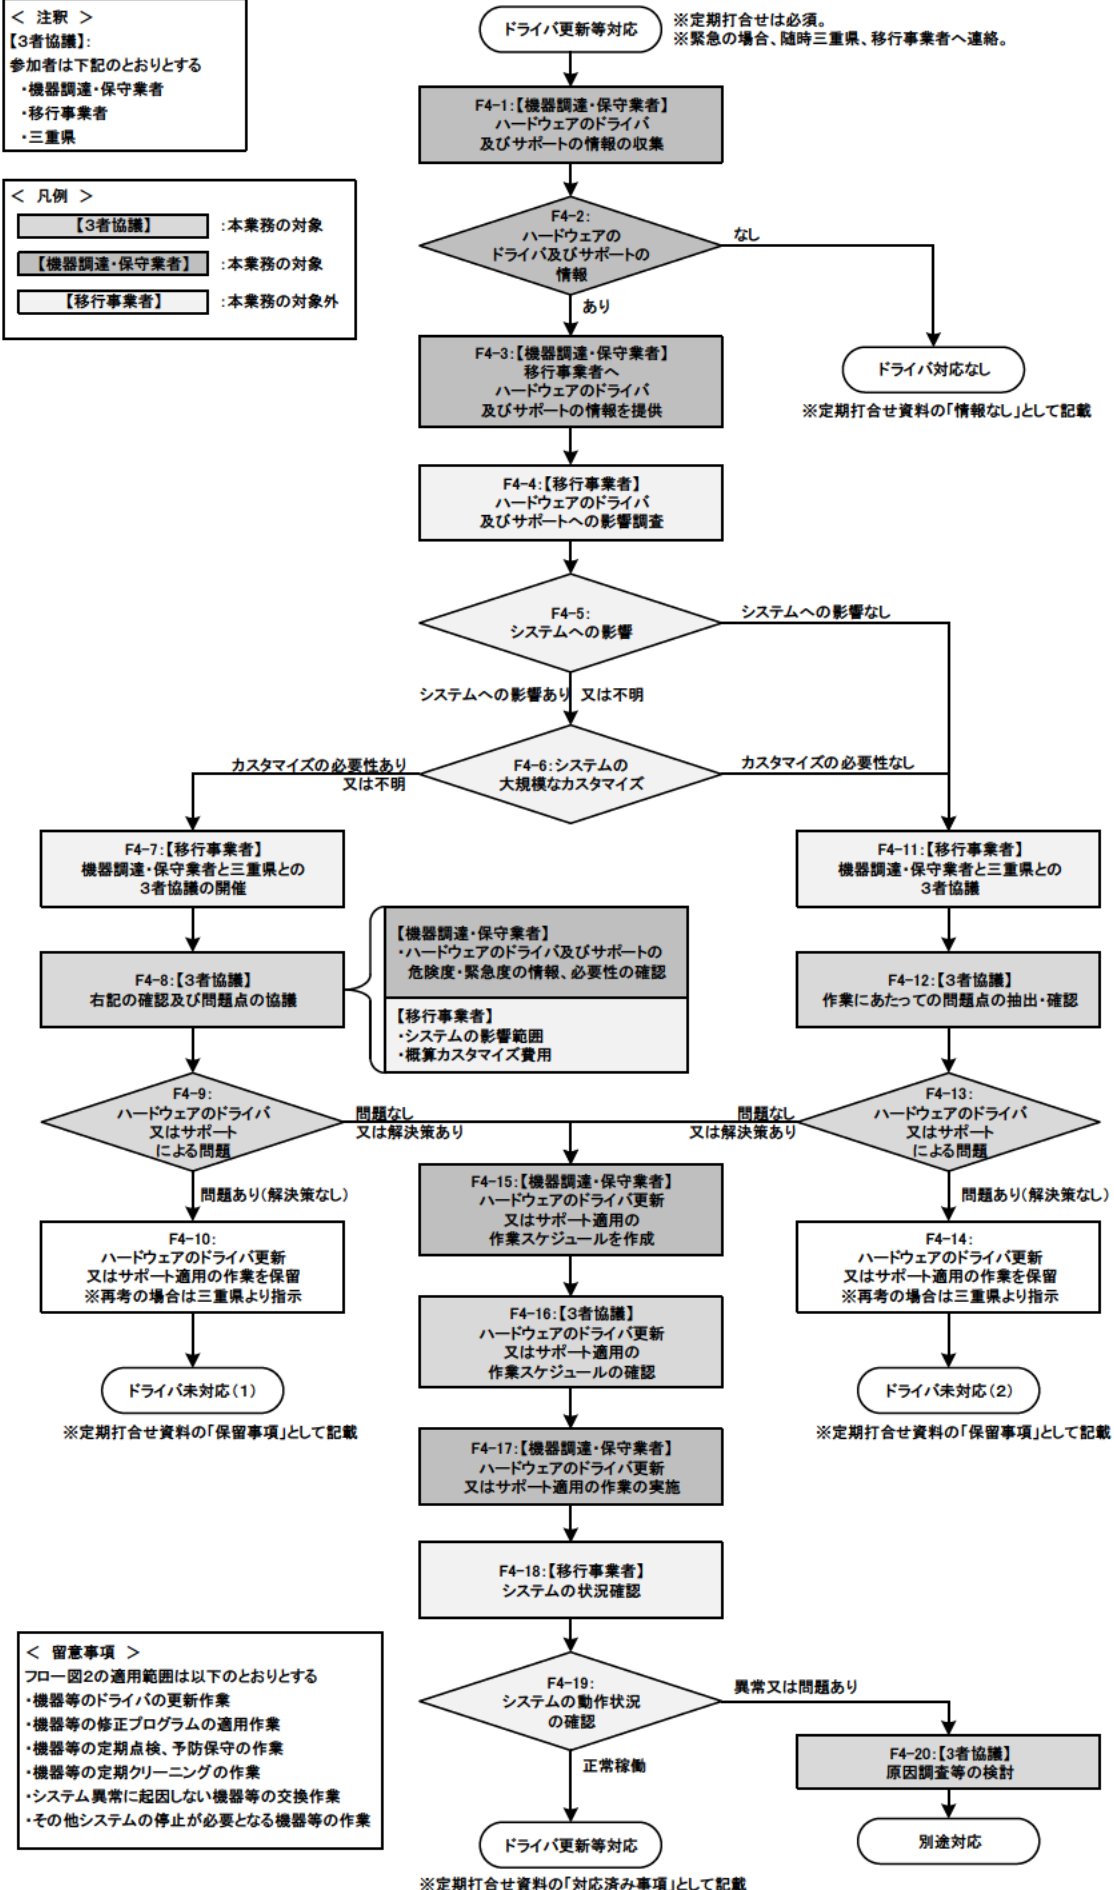 ＜ 注釈 ＞
【3者協議】:
参加者は下記のとおりとする
・機器調達・保守業者
・移行事業者
・三重県
＜ 凡例 ＞
【3者協議】 :本業務の対象
【機器調達・保守業者】 :本業務の対象
【移行事業者】 :本業務の対象外
ドライバ更新等対応
※定期打合せは必須。
※緊急の場合、随時三重県、移行事業者へ連絡。
F4-1:【機器調達・保守業者】
ハードウェアのドライバ
及びサポートの情報の収集
F4-2:
ハードウェアの
ドライバ及びサポートの
情報
なし
あり
ドライバ対応なし
※定期打合せ資料の「情報なし」として記載
F4-3:【機器調達・保守業者】
移行事業者へ
ハードウェアのドライバ
及びサポートの情報を提供
F4-4:【移行事業者】
ハードウェアのドライバ
及びサポートへの影響調査
F4-5:
システムへの影響
システムへの影響なし
システムへの影響あり 又は不明
F4-6:システムの
大規模なカスタマイズ
カスタマイズの必要性あり
又は不明
カスタマイズの必要性なし
F4-7:【移行事業者】
機器調達・保守業者と三重県との
3者協議の開催
F4-11:【移行事業者】
機器調達・保守業者と三重県との
3者協議
F4-8:【3者協議】
右記の確認及び問題点の協議
【機器調達・保守業者】
・ハードウェアのドライバ及びサポートの
危険度・緊急度の情報、必要性の確認
【移行事業者】
・システムの影響範囲
・概算カスタマイズ費用
F4-12:【3者協議】
作業にあたっての問題点の抽出・確認
F4-9:
ハードウェアのドライバ
又はサポート
による問題
問題なし
又は解決策あり
問題なし
又は解決策あり
F4-13:
ハードウェアのドライバ
又はサポート
による問題
問題あり(解決策なし)
問題あり(解決策なし)
F4-15:【機器調達・保守業者】
ハードウェアのドライバ更新
又はサポート適用の
作業スケジュールを作成
F4-10:
ハードウェアのドライバ更新
又はサポート適用の作業を保留
※再考の場合は三重県より指示
F4-14:
ハードウェアのドライバ更新
又はサポート適用の作業を保留
※再考の場合は三重県より指示
F4-16:【3者協議】
ハードウェアのドライバ更新
又はサポート適用の
作業スケジュールの確認
ドライバ未対応(1)
※定期打合せ資料の「保留事項」として記載
ドライバ未対応(2)
※定期打合せ資料の「保留事項」として記載
F4-17:【機器調達・保守業者】
ハードウェアのドライバ更新
又はサポート適用の作業の実施
F4-18:【移行事業者】
システムの状況確認
F4-19:
システムの動作状況
の確認
異常又は問題あり
正常稼働
F4-20:【3者協議】
原因調査等の検討
別途対応
ドライバ更新等対応
※定期打合せ資料の「対応済み事項」として記載
＜ 留意事項 ＞
フロー図2の適用範囲は以下のとおりとする
・機器等のドライバの更新作業
・機器等の修正プログラムの適用作業
・機器等の定期点検、予防保守の作業
・機器等の定期クリーニングの作業
・システム異常に起因しない機器等の交換作業
・その他システムの停止が必要となる機器等の作業